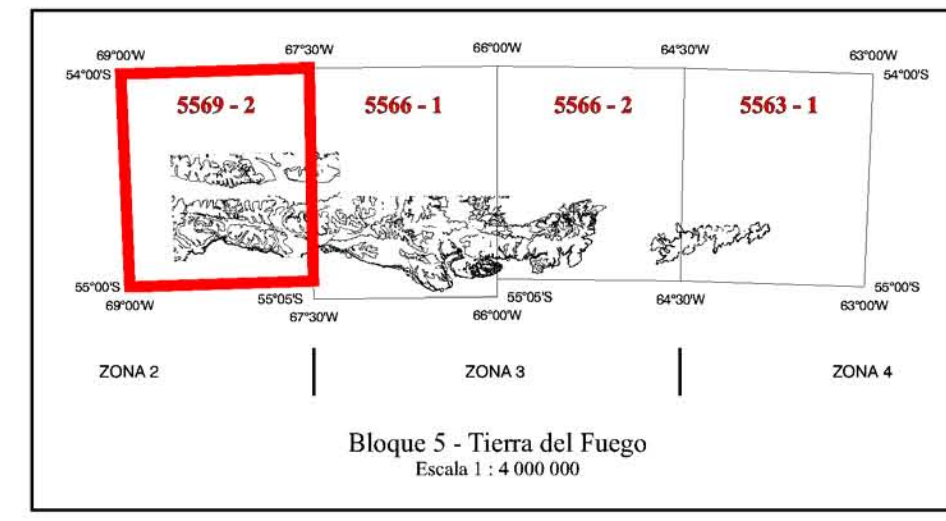 69°00'W 67°30'W 66°00'W 64°30'W 63°00'W
54°00'S 54°00'S
5569 - 2 5566 - 1 5566 - 2 5563 - 1
55°00'S 55°05'S 55°05'S 55°00'S
69°00'W 67°30'W 66°00'W 64°30'W 63°00'W
ZONA 2 ZONA 3 ZONA 4
Bloque 5 - Tierra del Fuego
Escala 1 : 4 000 000